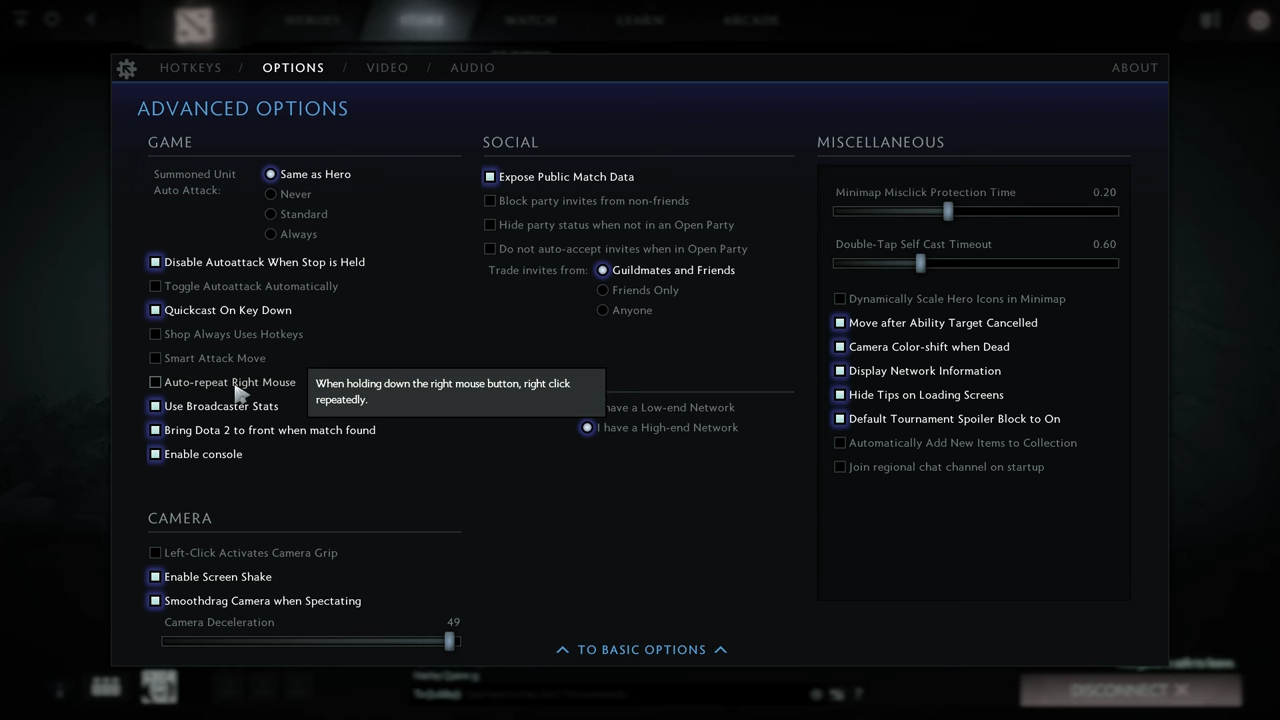 HEROES
STORE
WATCH
LEARN
ARCADE
HOTKEYS / OPTIONS / VIDEO / AUDIO
ABOUT
ADVANCED OPTIONS
GAME
Summoned Unit
Auto Attack:
Same as Hero
Never
Standard
Always
Disable Autoattack When Stop is Held
Toggle Autoattack Automatically
Quickcast On Key Down
Shop Always Uses Hotkeys
Smart Attack Move
Auto-repeat Right Mouse
When holding down the right mouse button, right click
repeatedly.
Use Broadcaster Stats
Bring Dota 2 to front when match found
Enable console
CAMERA
Left-Click Activates Camera Grip
Enable Screen Shake
Smoothdrag Camera when Spectating
Camera Deceleration 49
SOCIAL
Expose Public Match Data
Block party invites from non-friends
Hide party status when not in an Open Party
Do not auto-accept invites when in Open Party
Trade invites from:
Guildmates and Friends
Friends Only
Anyone
have a Low-end Network
I have a High-end Network
MISCELLANEOUS
Minimap Misclick Protection Time 0.20
Double-Tap Self Cast Timeout 0.60
Dynamically Scale Hero Icons in Minimap
Move after Ability Target Cancelled
Camera Color-shift when Dead
Display Network Information
Hide Tips on Loading Screens
Default Tournament Spoiler Block to On
Automatically Add New Items to Collection
Join regional chat channel on startup
TO BASIC OPTIONS
DISCONNECT